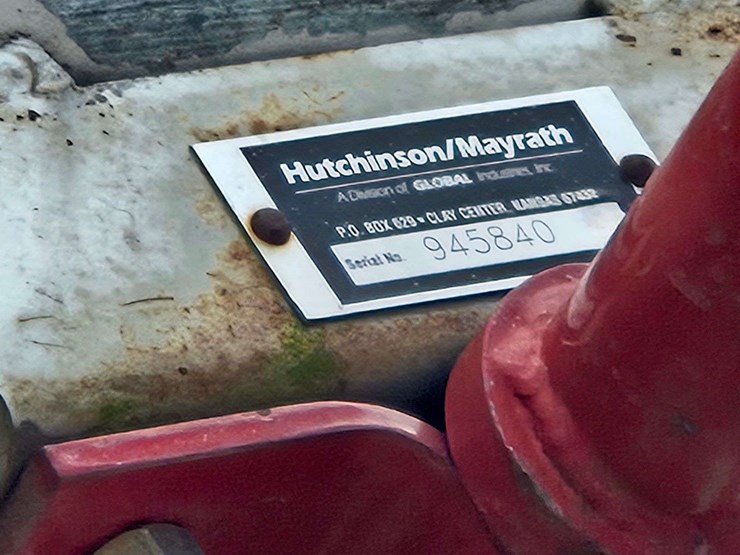 Hutchinson/Mayrath
A Division of GLOBAL Industries, Inc.
P.O. BOX 629 • CLAY CENTER, KANSAS 67432
Serial No. 945840